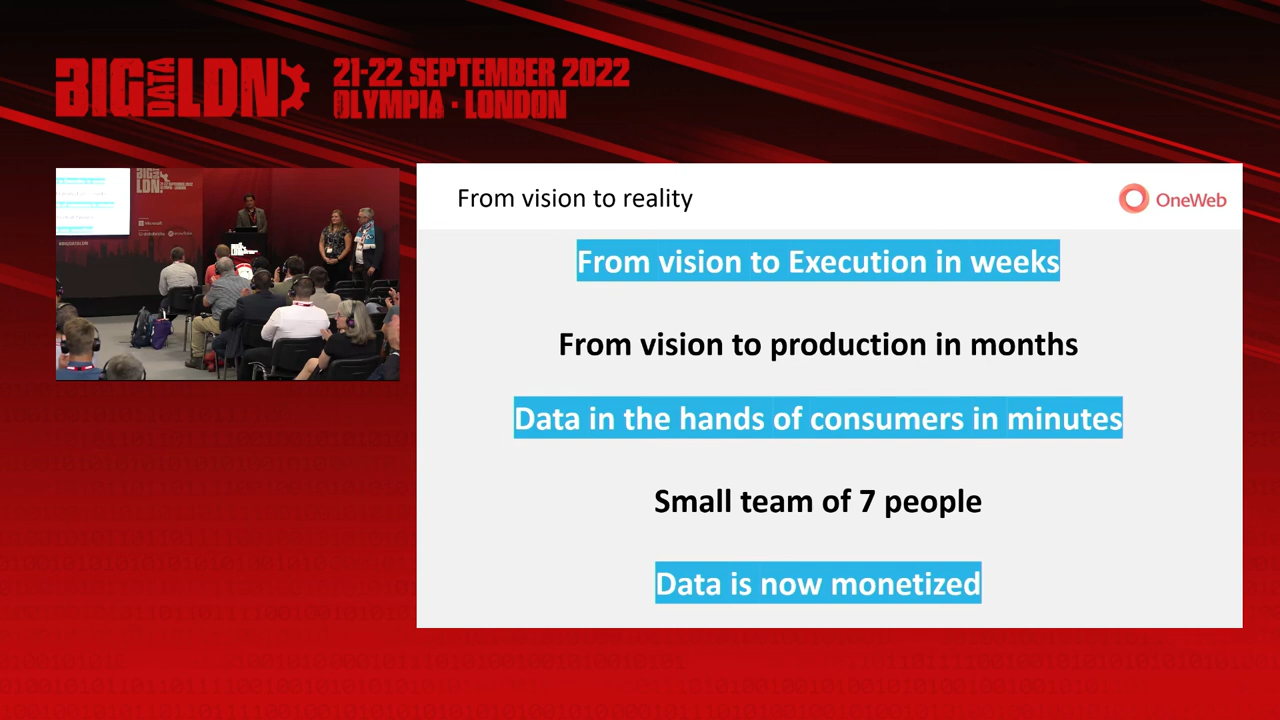 BIG DATA LDN
21-22 SEPTEMBER 2022
OLYMPIA · LONDON
From vision to reality
OneWeb
From vision to Execution in weeks
From vision to production in months
Data in the hands of consumers in minutes
Small team of 7 people
Data is now monetized
BIG
LDN